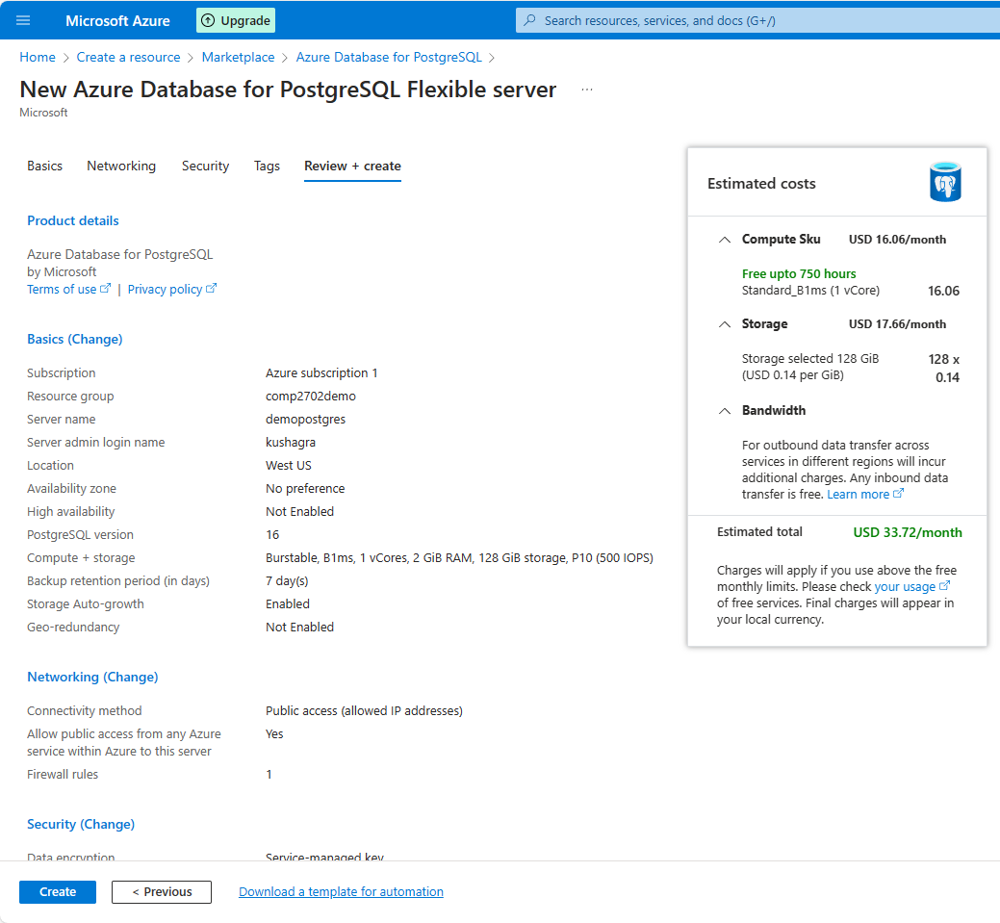 Microsoft Azure
Upgrade
Search resources, services, and docs (G+/)
Home > Create a resource > Marketplace > Azure Database for PostgreSQL >
New Azure Database for PostgreSQL Flexible server ...
Microsoft
Basics Networking Security Tags Review + create
Product details
Azure Database for PostgreSQL
by Microsoft
Terms of use | Privacy policy
Basics (Change)
Subscription Azure subscription 1
Resource group comp2702demo
Server name demopostgres
Server admin login name kushagra
Location West US
Availability zone No preference
High availability Not Enabled
PostgreSQL version 16
Compute + storage Burstable, B1ms, 1 vCores, 2 GiB RAM, 128 GiB storage, P10 (500 IOPS)
Backup retention period (in days) 7 day(s)
Storage Auto-growth Enabled
Geo-redundancy Not Enabled
Networking (Change)
Connectivity method Public access (allowed IP addresses)
Allow public access from any Azure Yes
service within Azure to this server
Firewall rules 1
Security (Change)
Data encryption Service-managed key
Estimated costs
Compute Sku USD 16.06/month
Free upto 750 hours
Standard_B1ms (1 vCore) 16.06
Storage USD 17.66/month
Storage selected 128 GiB 128 x
(USD 0.14 per GiB) 0.14
Bandwidth
For outbound data transfer across
services in different regions will incur
additional charges. Any inbound data
transfer is free. Learn more
Estimated total USD 33.72/month
Charges will apply if you use above the free
monthly limits. Please check your usage
of free services. Final charges will appear in
your local currency.
Create < Previous Download a template for automation